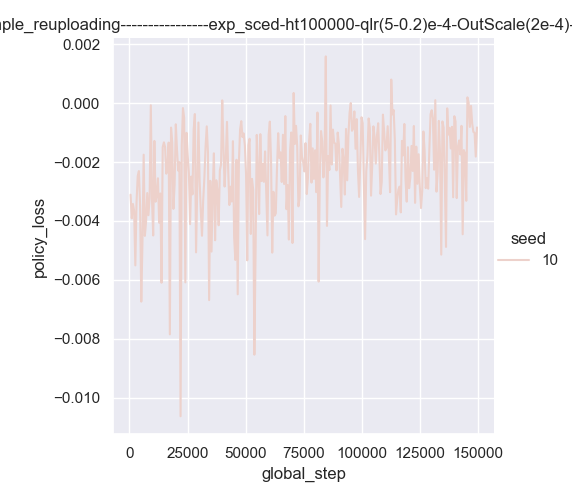 ple_reuploading----------------exp_sced-ht100000-qlr(5-0.2)e-4-OutScale(2e-4)-
0.002
0.000
−0.002
−0.004
−0.006
−0.008
−0.010
policy_loss
seed
10
0 25000 50000 75000 100000 125000 150000
global_step